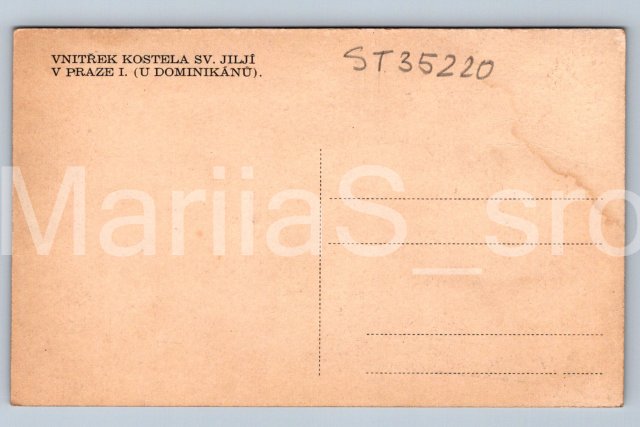 VNITŘEK KOSTELA SV. JILJÍ
V PRAZE I. (U DOMINIKÁNŮ).
ST35220
MariiaS_sro